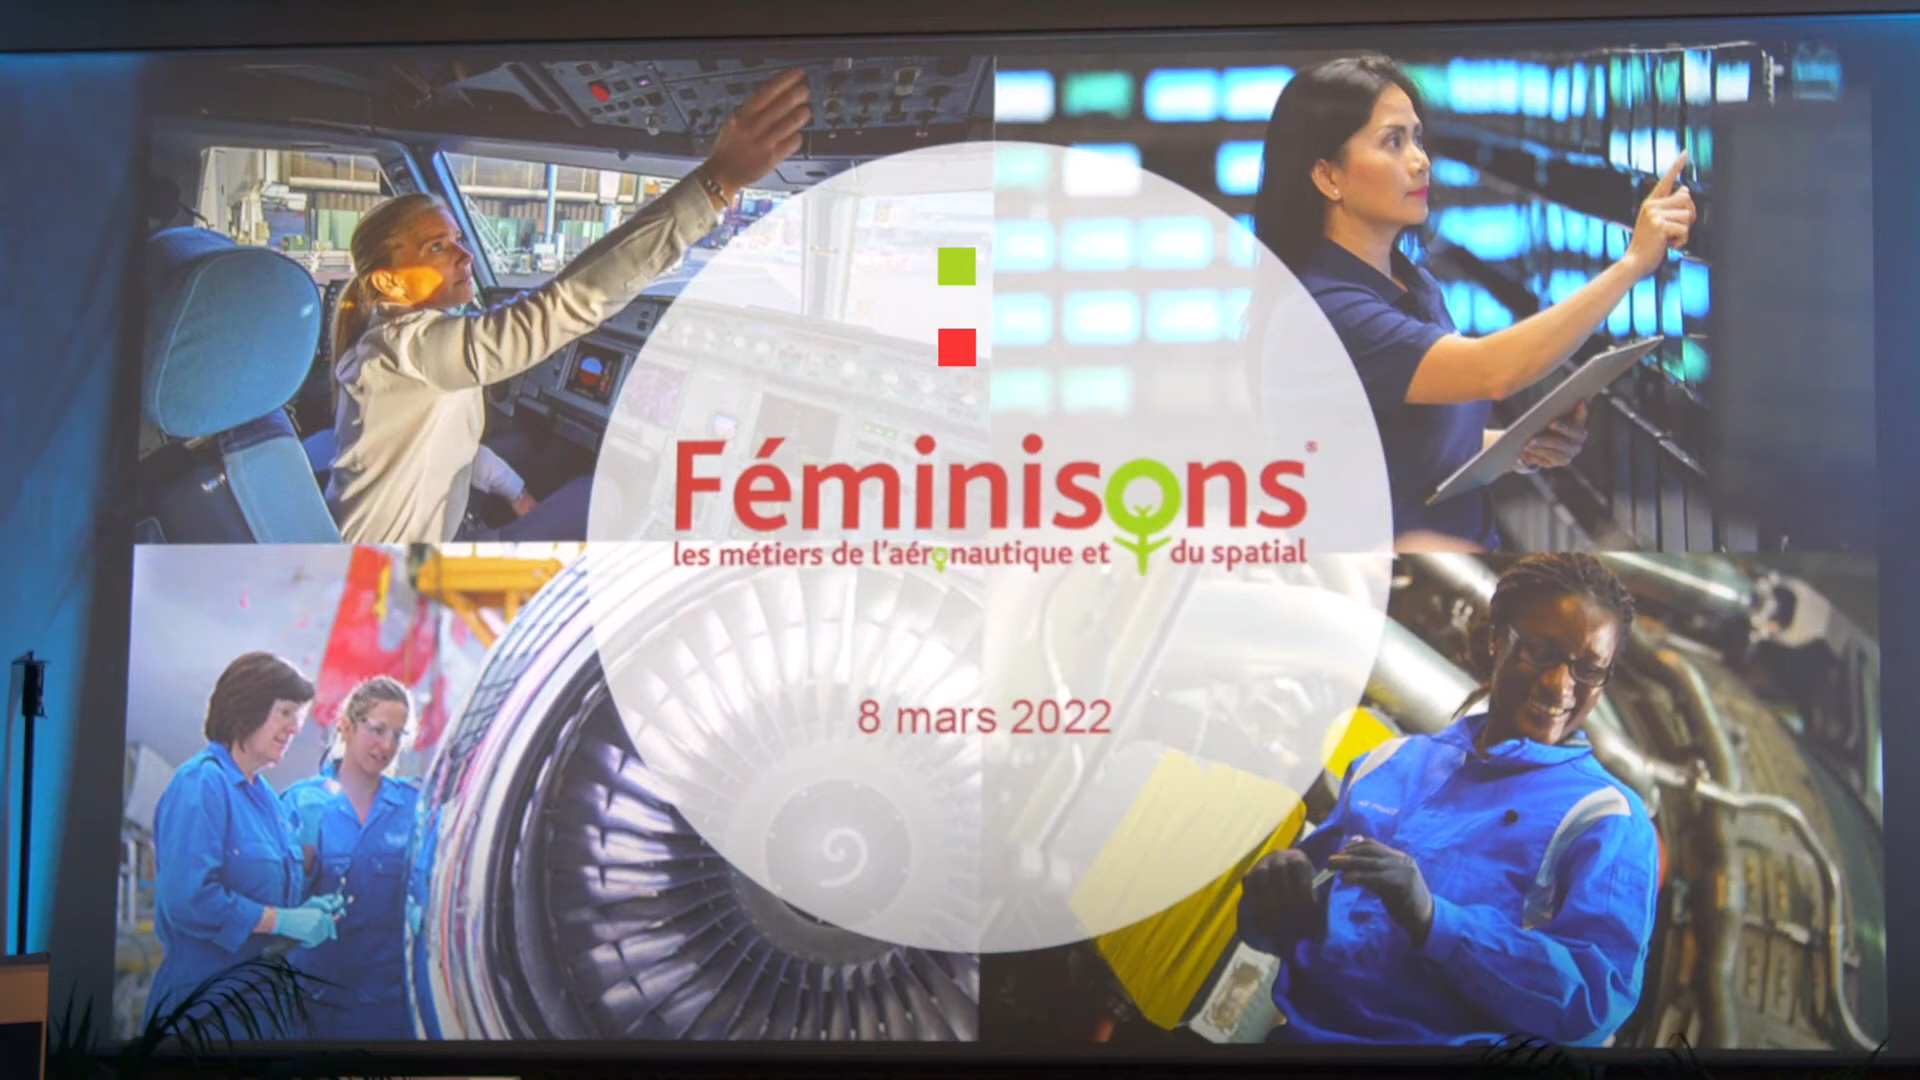 Féminisons®
les métiers de l'aéronautique et du spatial
8 mars 2022